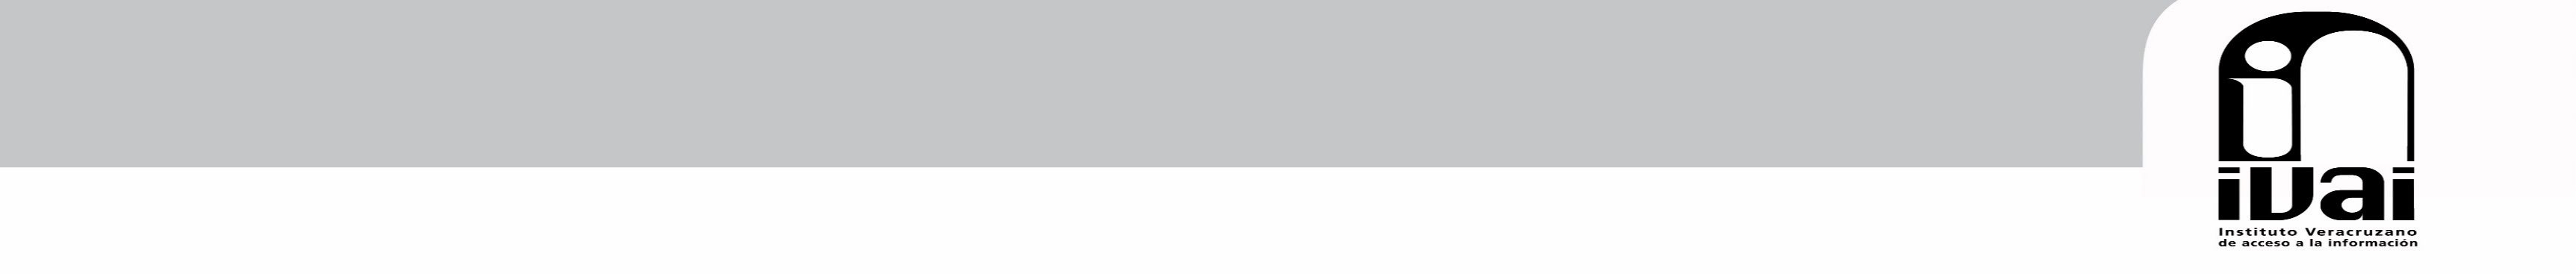 ivai
Instituto Veracruzano
de acceso a la información